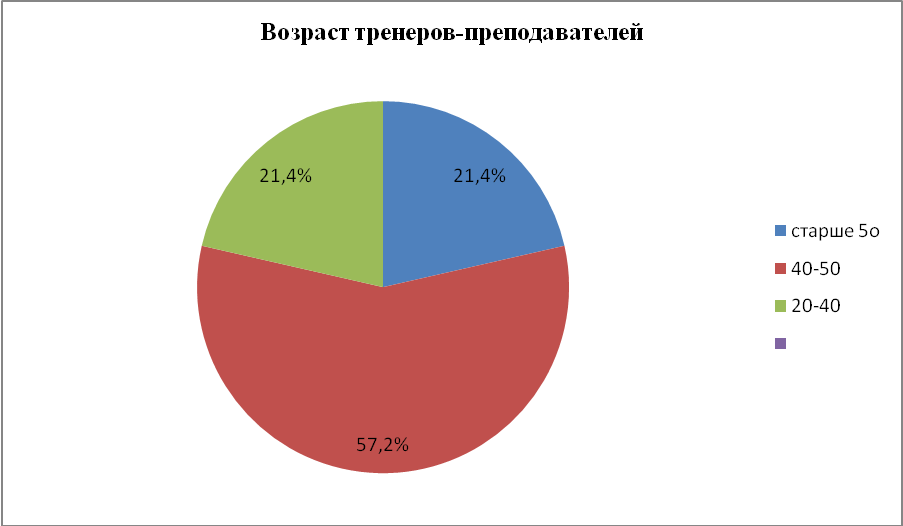 Возраст тренеров-преподавателей
21,4%
21,4%
57,2%
старше 5о
40-50
20-40